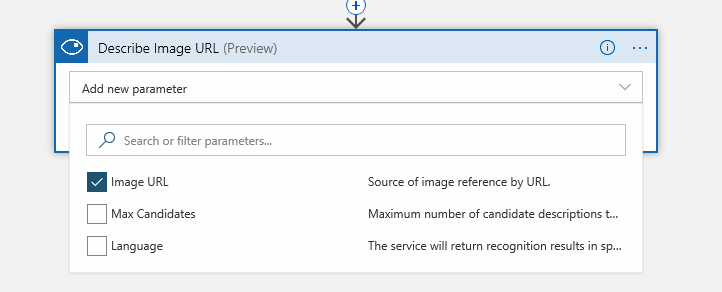 Describe Image URL (Preview)
Add new parameter
Search or filter parameters...
Image URL Source of image reference by URL.
Max Candidates Maximum number of candidate descriptions t...
Language The service will return recognition results in sp...